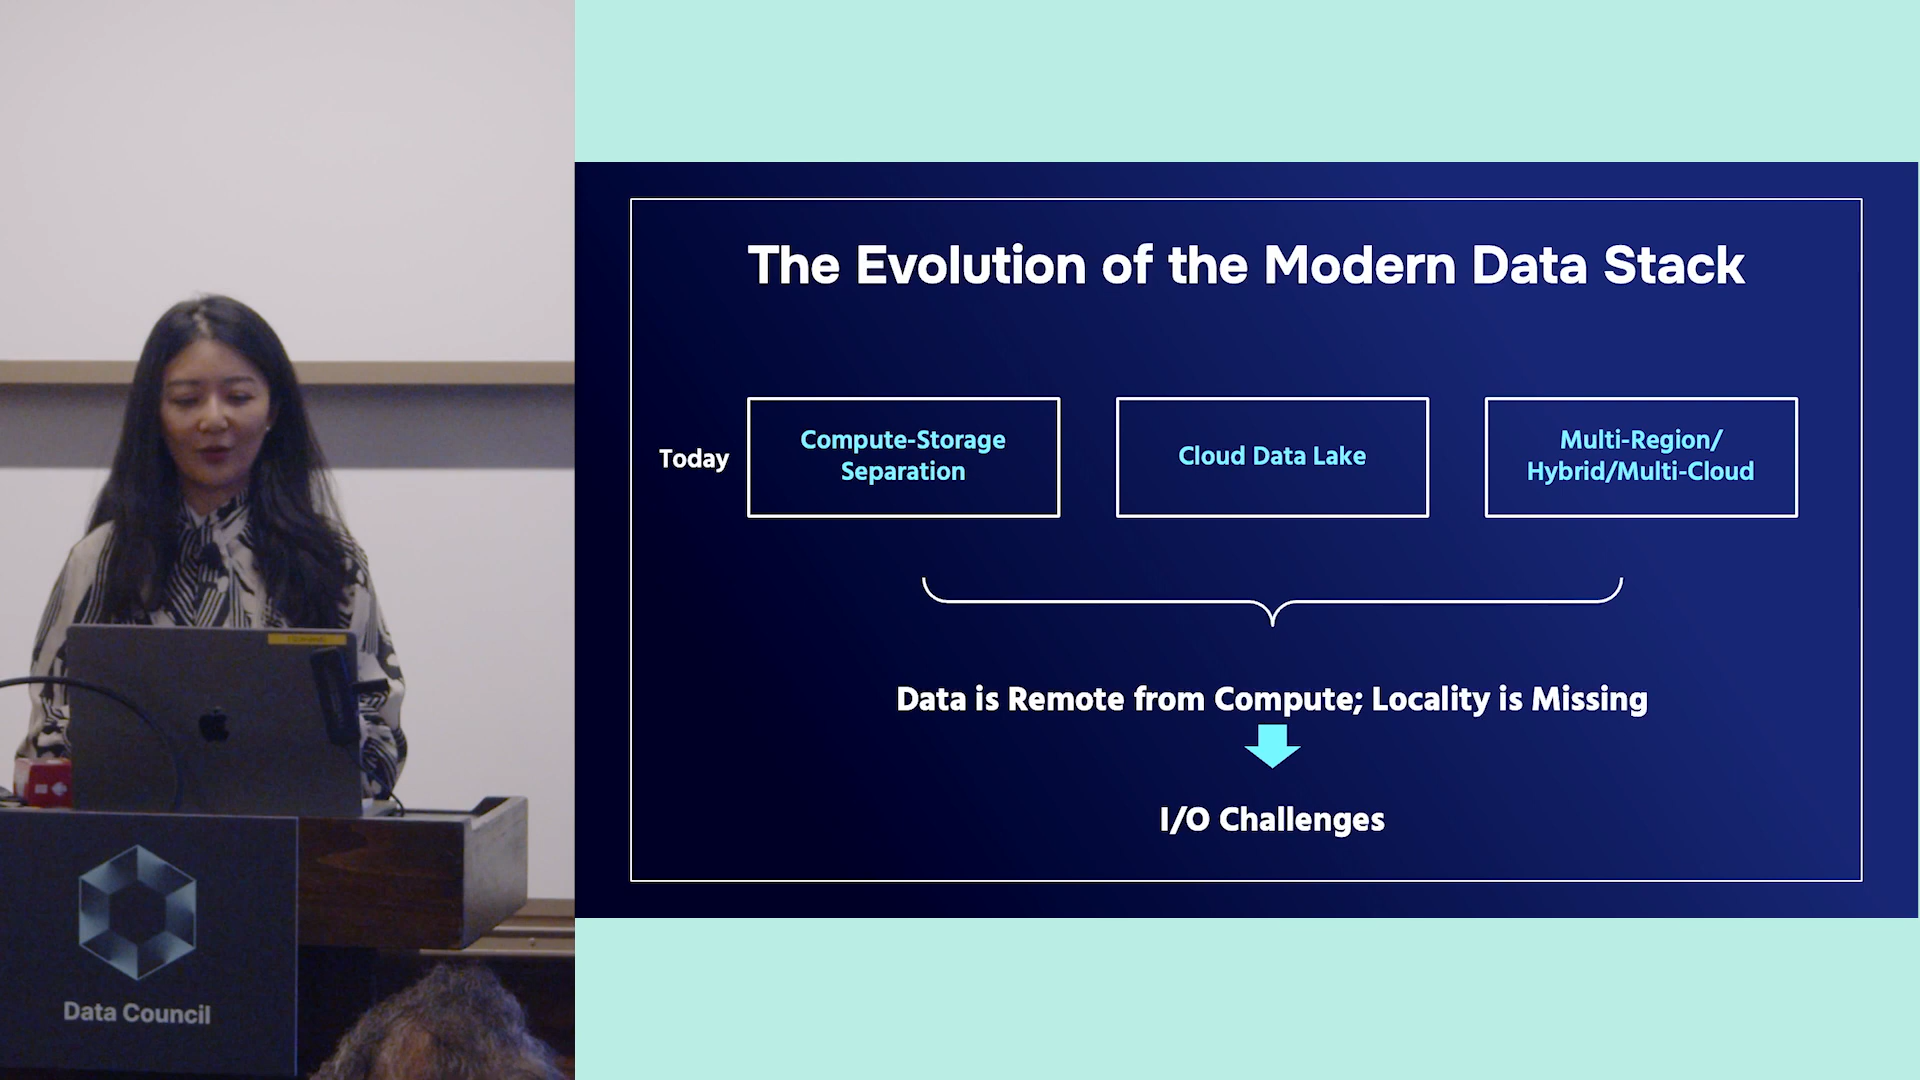 The Evolution of the Modern Data Stack
Today
Compute-Storage
Separation
Cloud Data Lake
Multi-Region/
Hybrid/Multi-Cloud
Data is Remote from Compute; Locality is Missing
I/O Challenges
Data Council